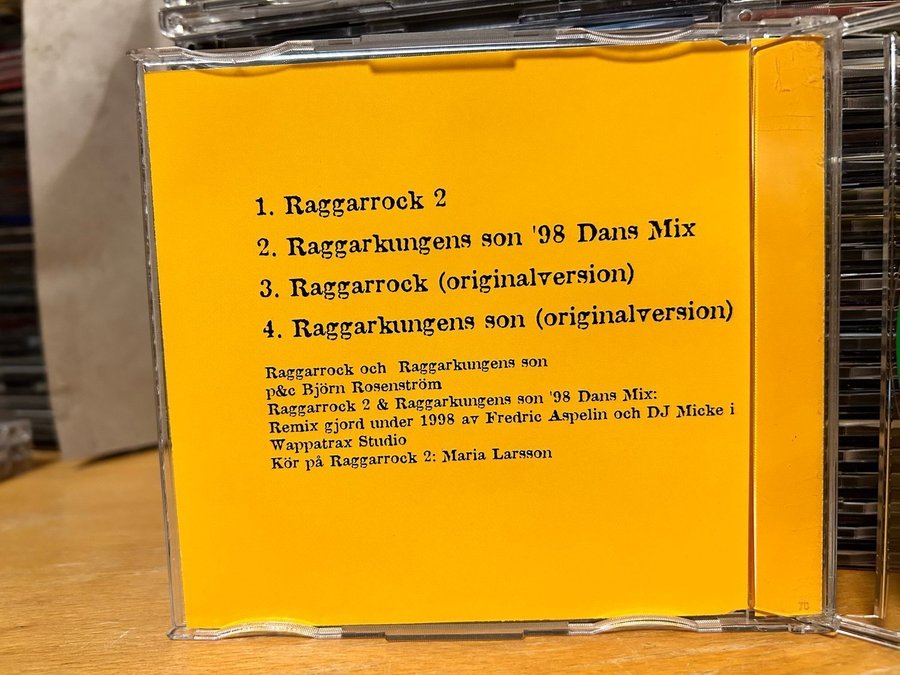 1. Raggarrock 2
2. Raggarkungens son '98 Dans Mix
3. Raggarrock (originalversion)
4. Raggarkungens son (originalversion)
Raggarrock och Raggarkungens son
p&c Björn Rosenström
Raggarrock 2 & Raggarkungens son '98 Dans Mix:
Remix gjord under 1998 av Fredric Aspelin och DJ Micke i
Wappatrax Studio
Kör på Raggarrock 2: Maria Larsson